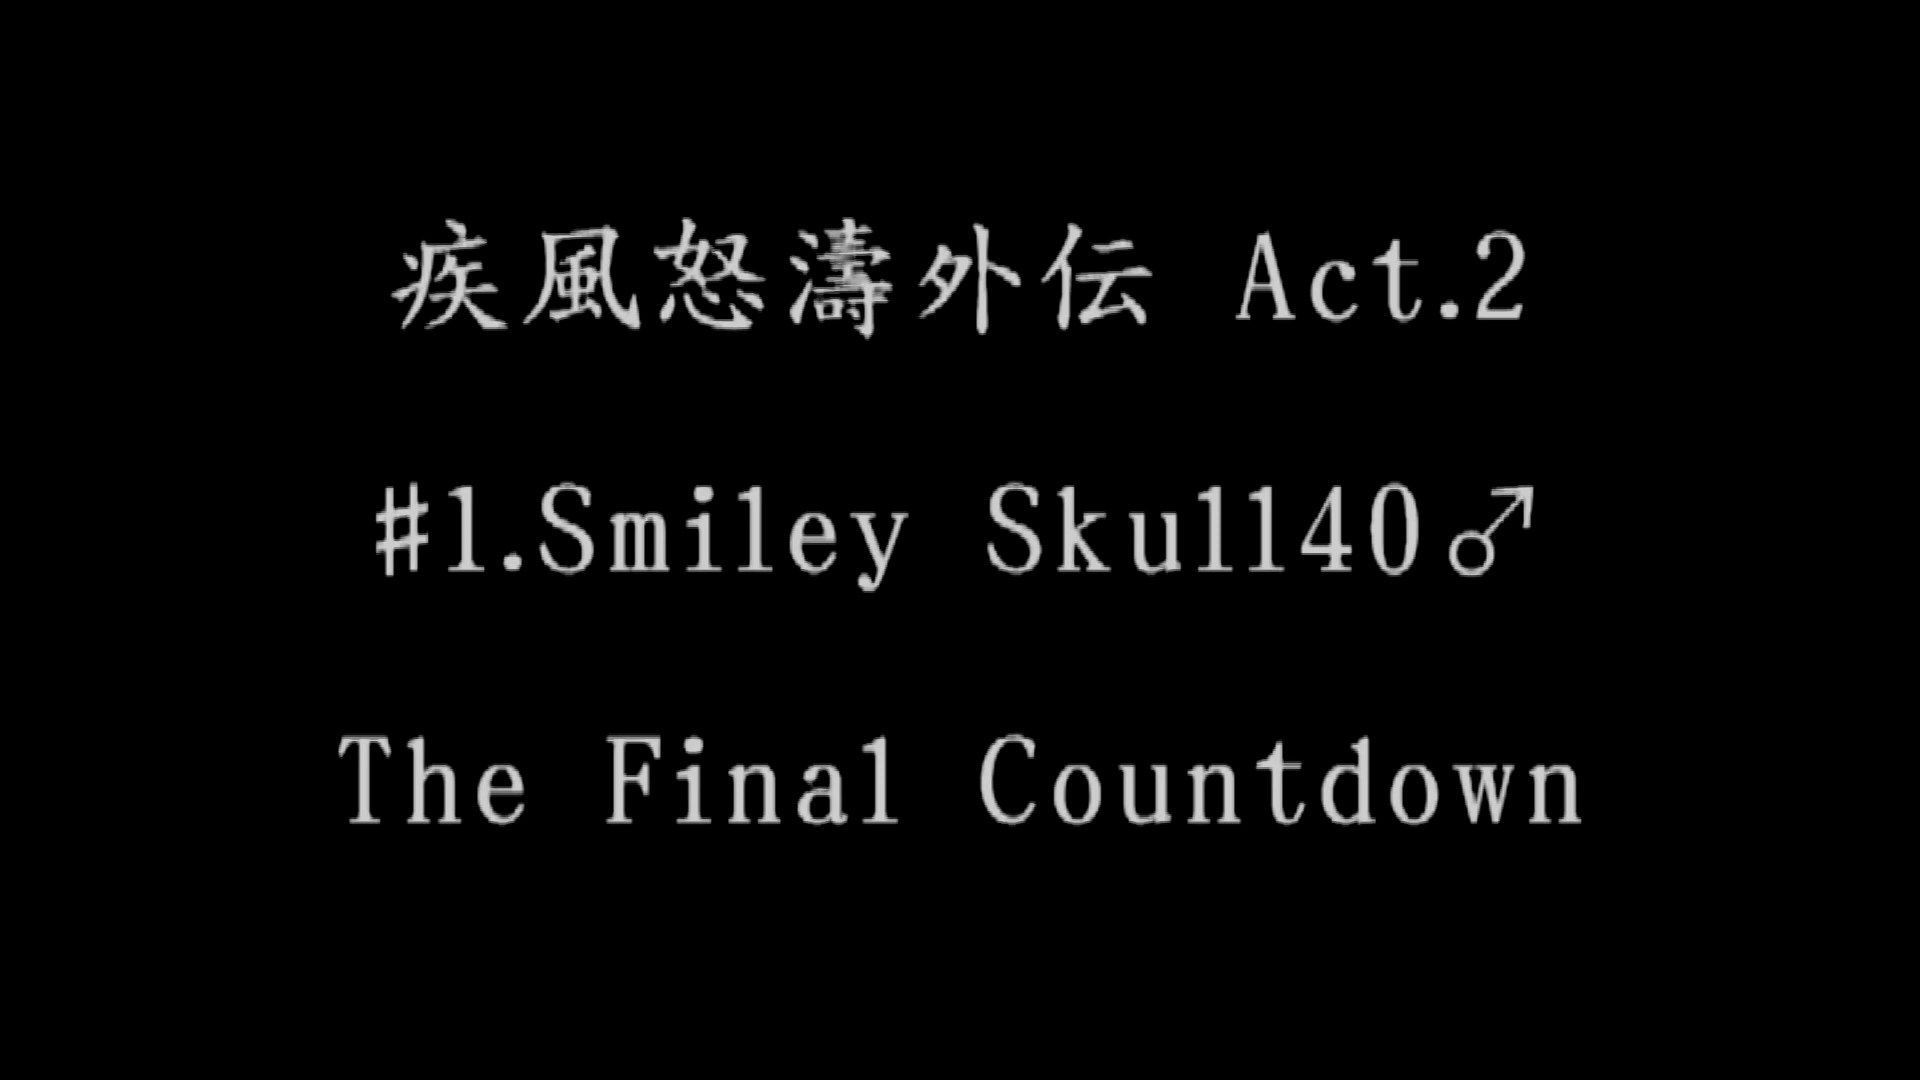 疾風怒濤外伝 Act.2
#1.Smiley Skull40♂
The Final Countdown